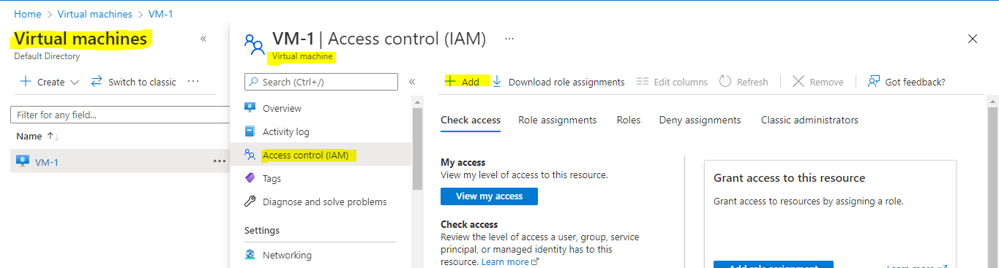 Home > Virtual machines > VM-1
Virtual machines
Default Directory
Create
Switch to classic
Filter for any field...
Name
VM-1
VM-1 | Access control (IAM)
Virtual machine
Search (Ctrl+/)
Overview
Activity log
Access control (IAM)
Tags
Diagnose and solve problems
Settings
Networking
Add
Download role assignments
Edit columns
Refresh
Remove
Got feedback?
Check access
Role assignments
Roles
Deny assignments
Classic administrators
My access
View my level of access to this resource.
View my access
Check access
Review the level of access a user, group, service
principal, or managed identity has to this
resource. Learn more
Grant access to this resource
Grant access to resources by assigning a role.
Add role assignment
Learn more